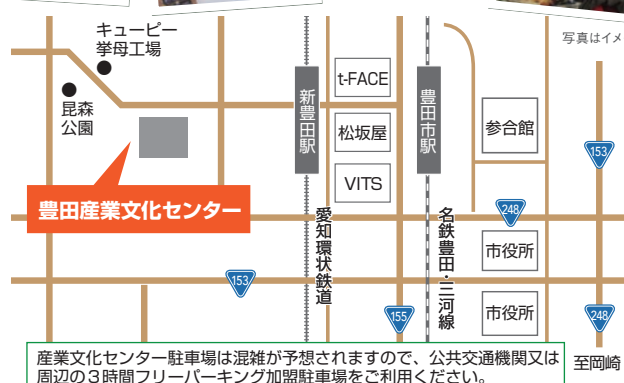 写真はイメ
キューピー
挙母工場
昆森
公園
豊田産業文化センター
新豊田駅
t-FACE
松坂屋
VITS
豊田市駅
参合館
153
248
市役所
愛知環状鉄道
名鉄豊田・三河線
153
155
市役所
248
至岡崎
産業文化センター駐車場は混雑が予想されますので、公共交通機関又は
周辺の3時間フリーパーキング加盟駐車場をご利用ください。